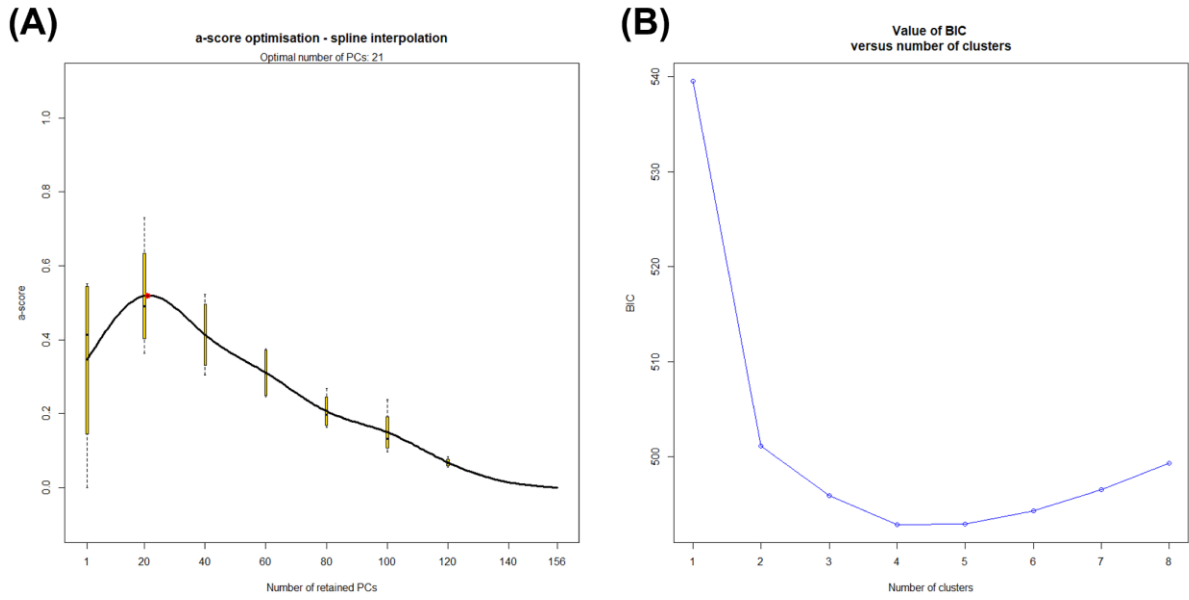 (A)
a-score optimisation - spline interpolation
Optimal number of PCs: 21
a-score
1.0
0.8
0.6
0.4
0.2
0.0
1 20 40 60 80 100 120 140 156
Number of retained PCs
(B)
Value of BIC
versus number of clusters
BIC
540
530
520
510
500
1 2 3 4 5 6 7 8
Number of clusters